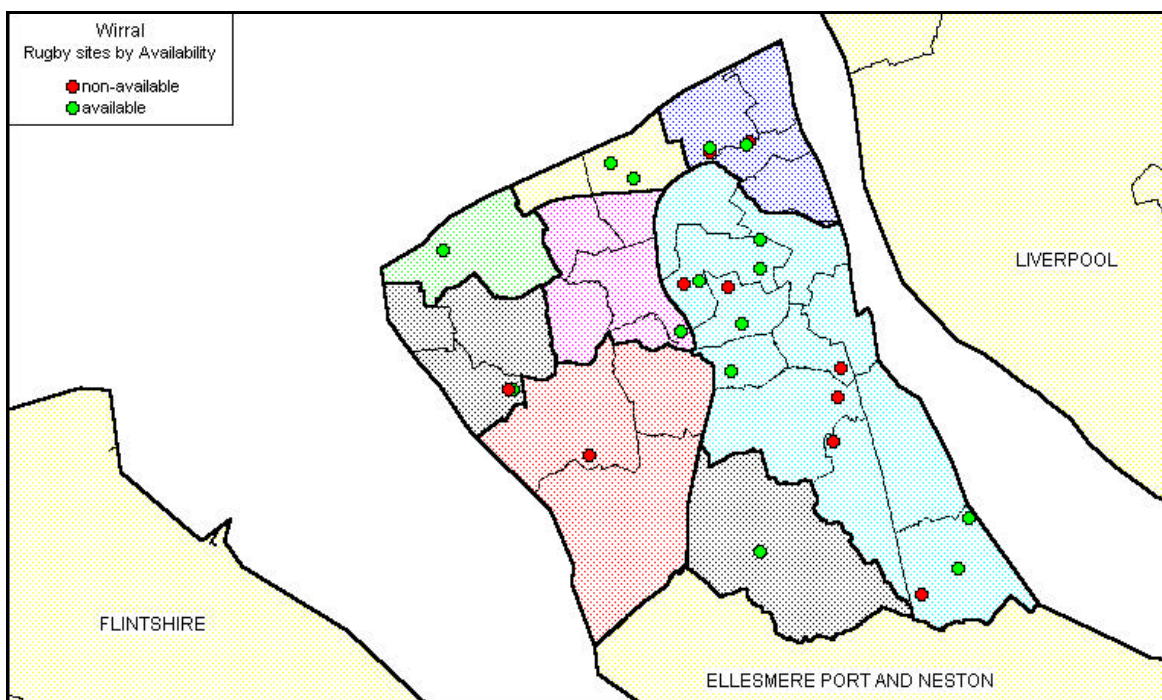 Wirral
Rugby sites by Availability
non-available
available
LIVERPOOL
FLINTSHIRE
ELLESMERE PORT AND NESTON